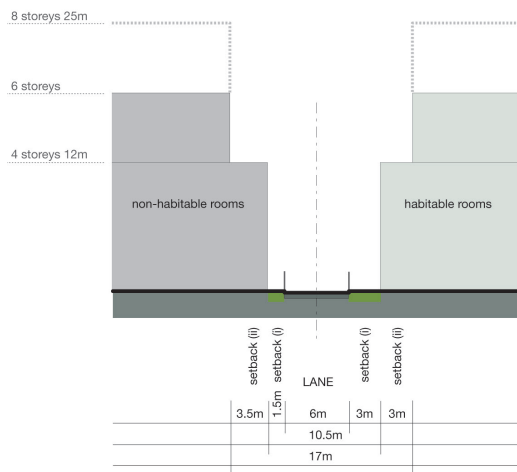 8 storeys 25m
6 storeys
4 storeys 12m
non-habitable rooms
habitable rooms
setback (ii)
setback (i)
LANE
setback (i)
setback (ii)
3.5m
1.5m
6m
3m
3m
10.5m
17m